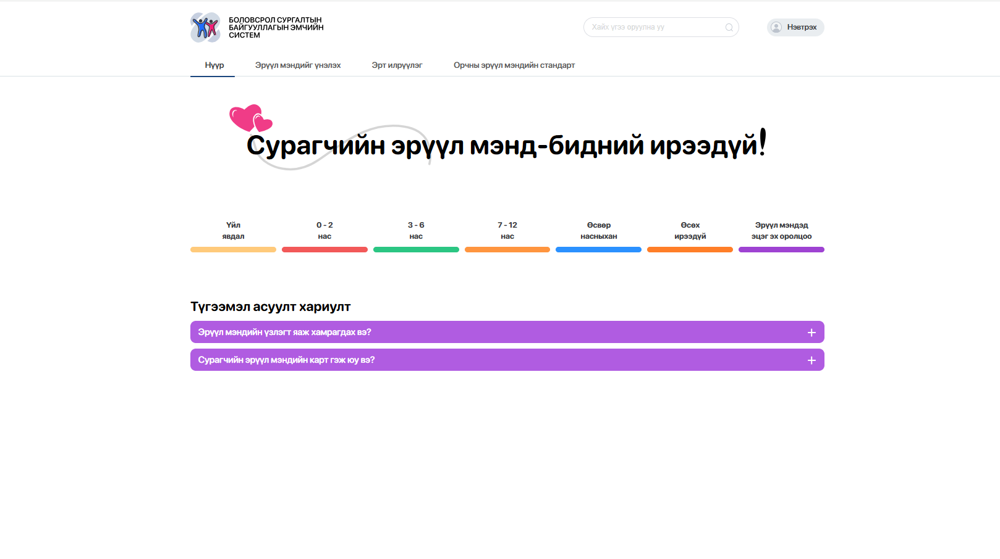 БОЛОВСРОЛ СУРГАЛТЫН
БАЙГУУЛЛАГЫН ЭМЧИЙН
СИСТЕМ
Хайх үгээ оруулна уу
Нэвтрэх
Нүүр
Эрүүл мэндийг үнэлэх
Эрт илрүүлэг
Орчны эрүүл мэндийн стандарт
Сурагчийн эрүүл мэнд-бидний ирээдүй!
Үйл
явдал
0 - 2
нас
3 - 6
нас
7 - 12
нас
Өсвөр
насныхан
Өсөх
ирээдүй
Эрүүл мэндэд
эцэг эх оролцоо
Түгээмэл асуулт хариулт
Эрүүл мэндийн үзлэгт яаж хамрагдах вэ?
Сурагчийн эрүүл мэндийн карт гэж юу вэ?